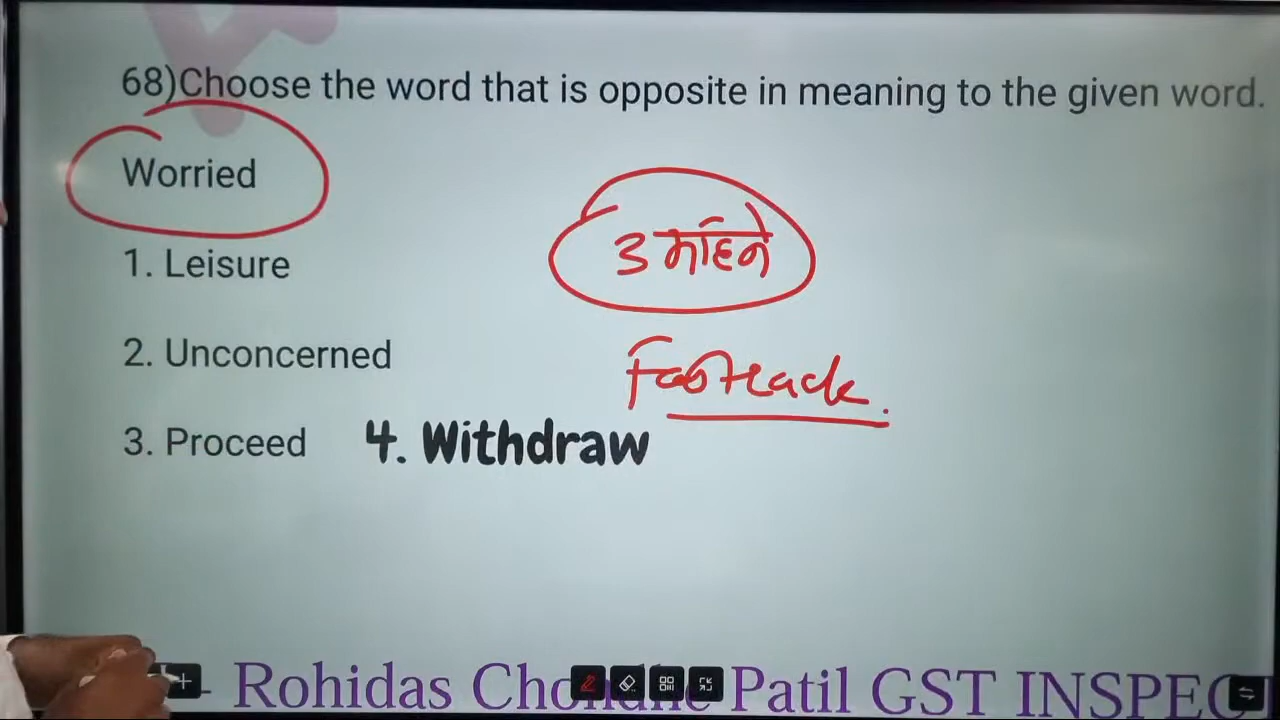 68)Choose the word that is opposite in meaning to the given word.
Worried
1. Leisure
3 महिने
2. Unconcerned
Fastrack.
3. Proceed 4. Withdraw
- Rohidas Patil GST